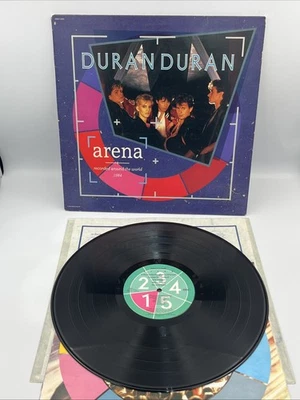 DURAN DURAN
arena
recorded around the world
1984
2 3 4
1 5